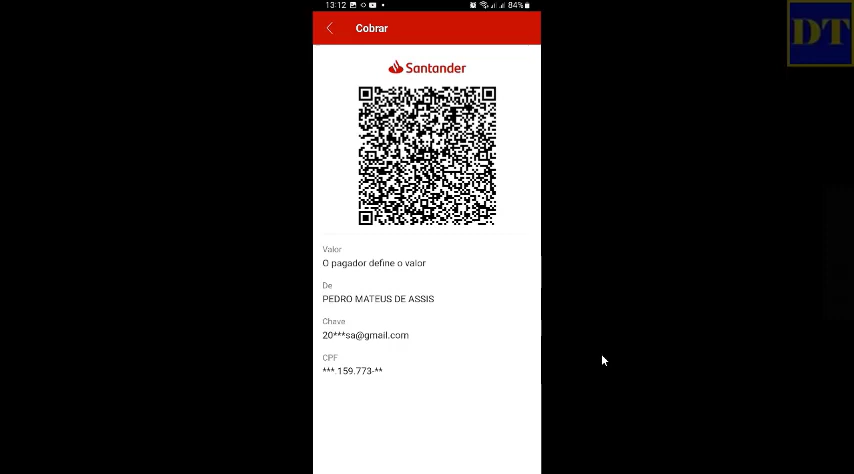 13:12
84%
DT
Cobrar
Santander
Valor
O pagador define o valor
De
PEDRO MATEUS DE ASSIS
Chave
20***sa@gmail.com
CPF
***.159.773-**